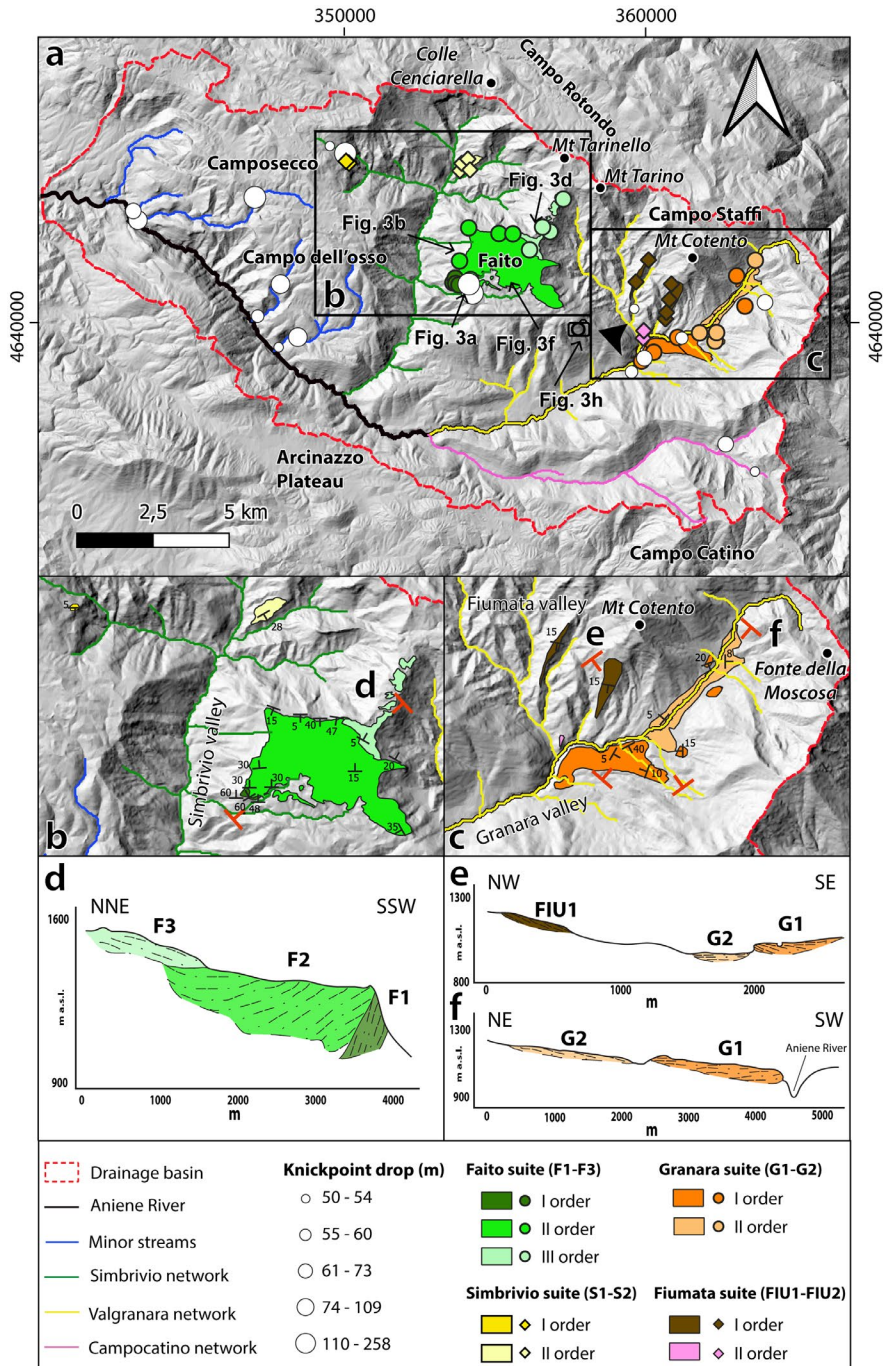 350000
360000
a
Colle
Cenciarella
Campo Rotondo
Camposecco
Mt Tarinello
Mt Tarino
Fig. 3d
Fig. 3b
Campo Staffi
Mt Cotento
Campo dell'osso
Faito
b
4640000
4640000
Fig. 3a
Fig. 3f
c
Fig. 3h
Arcinazzo
Plateau
0 2,5 5 km
Campo Catino
5
28
d
Simbrivio valley
15
5
40
47
5
20
15
30
30
30
60
60
48
35
b
Fiumata valley
Mt Cotento
15
e
f
15
20
8
Fonte della
Moscosa
5
15
5
40
10
Granara valley
c
d
NNE SSW
1600
F3
F2
F1
m a.s.l.
900
0 1000 2000 3000 4000
m
e
NW SE
1300
FIU1
G2
G1
m a.s.l.
800
0 1000 2000
m
f
NE SW
1300
G2
G1
Aniene River
m a.s.l.
900
0 1000 2000 3000 4000 5000
m
Drainage basin
Aniene River
Minor streams
Simbrivio network
Valgranara network
Campocatino network
Knickpoint drop (m)
50 - 54
55 - 60
61 - 73
74 - 109
110 - 258
Faito suite (F1-F3)
I order
II order
III order
Granara suite (G1-G2)
I order
II order
Simbrivio suite (S1-S2)
I order
II order
Fiumata suite (FIU1-FIU2)
I order
II order